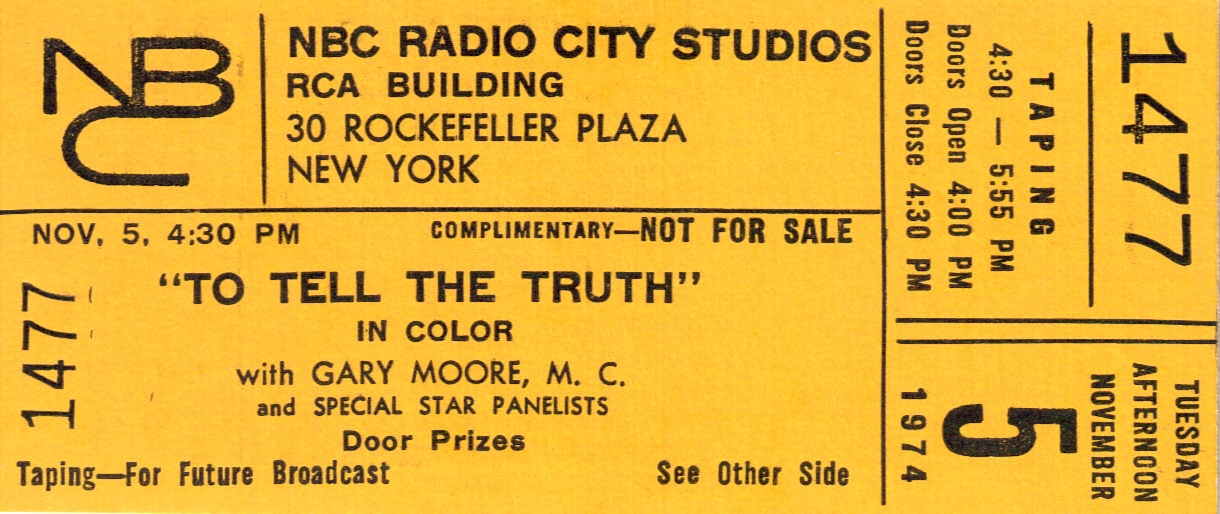 NBC
NBC RADIO CITY STUDIOS
RCA BUILDING
30 ROCKEFELLER PLAZA
NEW YORK
NOV, 5, 4:30 PM
COMPLIMENTARY—NOT FOR SALE
1477
"TO TELL THE TRUTH"
IN COLOR
with GARY MOORE, M. C.
and SPECIAL STAR PANELISTS
Door Prizes
Taping—For Future Broadcast
See Other Side
1477
TAPING
4:30 — 5:55 PM
Doors Open 4:00 PM
Doors Close 4:30 PM
TUESDAY
AFTERNOON
NOVEMBER
5
1974